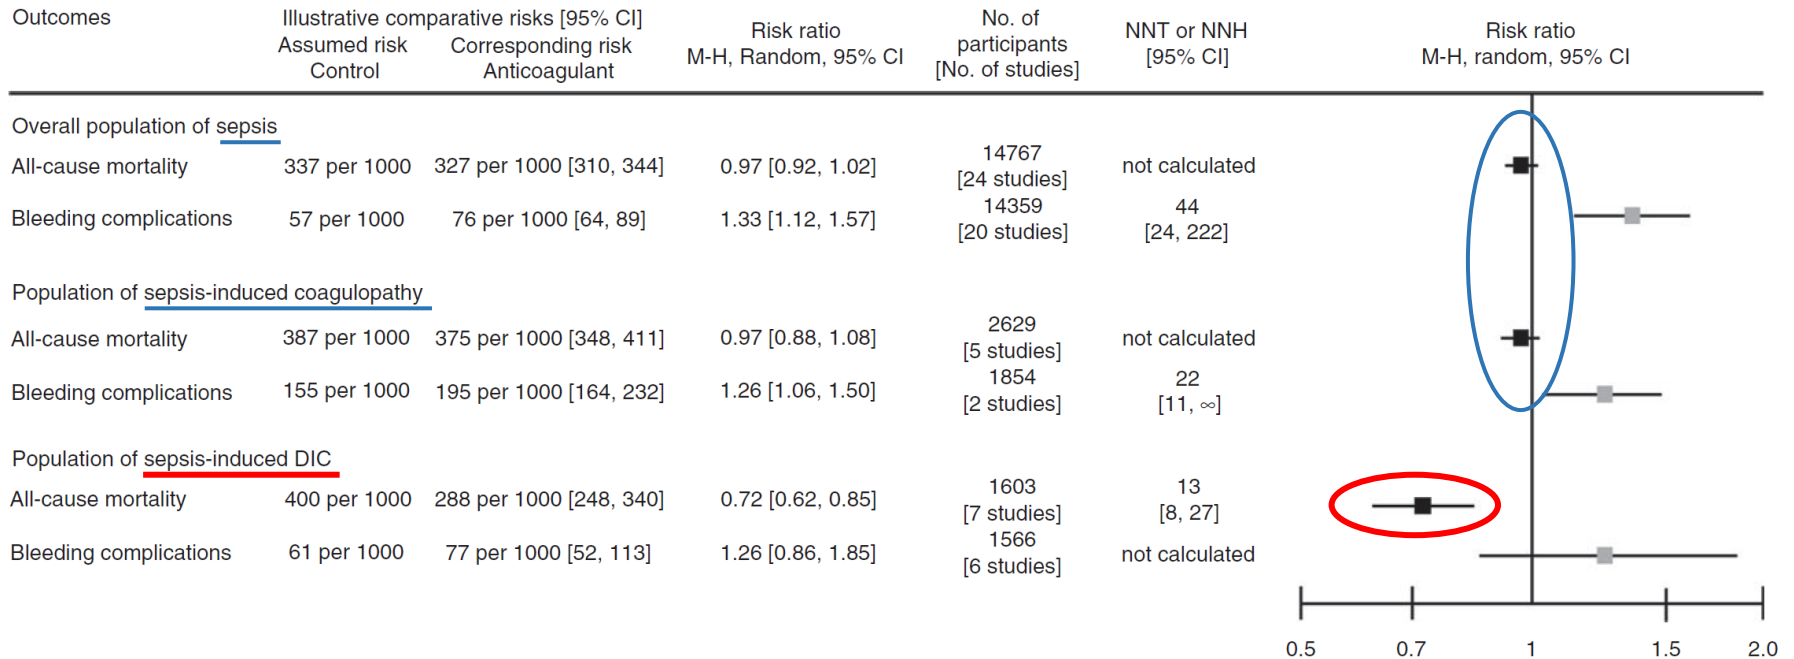 Outcomes Illustrative comparative risks [95% CI] Risk ratio No. of NNT or NNH Risk ratio
Assumed risk Corresponding risk M-H, Random, 95% CI participants [95% CI] M-H, random, 95% CI
Control Anticoagulant [No. of studies]
Overall population of sepsis
All-cause mortality 337 per 1000 327 per 1000 [310, 344] 0.97 [0.92, 1.02] 14767 not calculated
[24 studies]
Bleeding complications 57 per 1000 76 per 1000 [64, 89] 1.33 [1.12, 1.57] 14359 44
[20 studies] [24, 222]
Population of sepsis-induced coagulopathy
All-cause mortality 387 per 1000 375 per 1000 [348, 411] 0.97 [0.88, 1.08] 2629 not calculated
[5 studies]
Bleeding complications 155 per 1000 195 per 1000 [164, 232] 1.26 [1.06, 1.50] 1854 22
[2 studies] [11, ∞]
Population of sepsis-induced DIC
All-cause mortality 400 per 1000 288 per 1000 [248, 340] 0.72 [0.62, 0.85] 1603 13
[7 studies] [8, 27]
Bleeding complications 61 per 1000 77 per 1000 [52, 113] 1.26 [0.86, 1.85] 1566 not calculated
[6 studies]
0.5 0.7 1 1.5 2.0